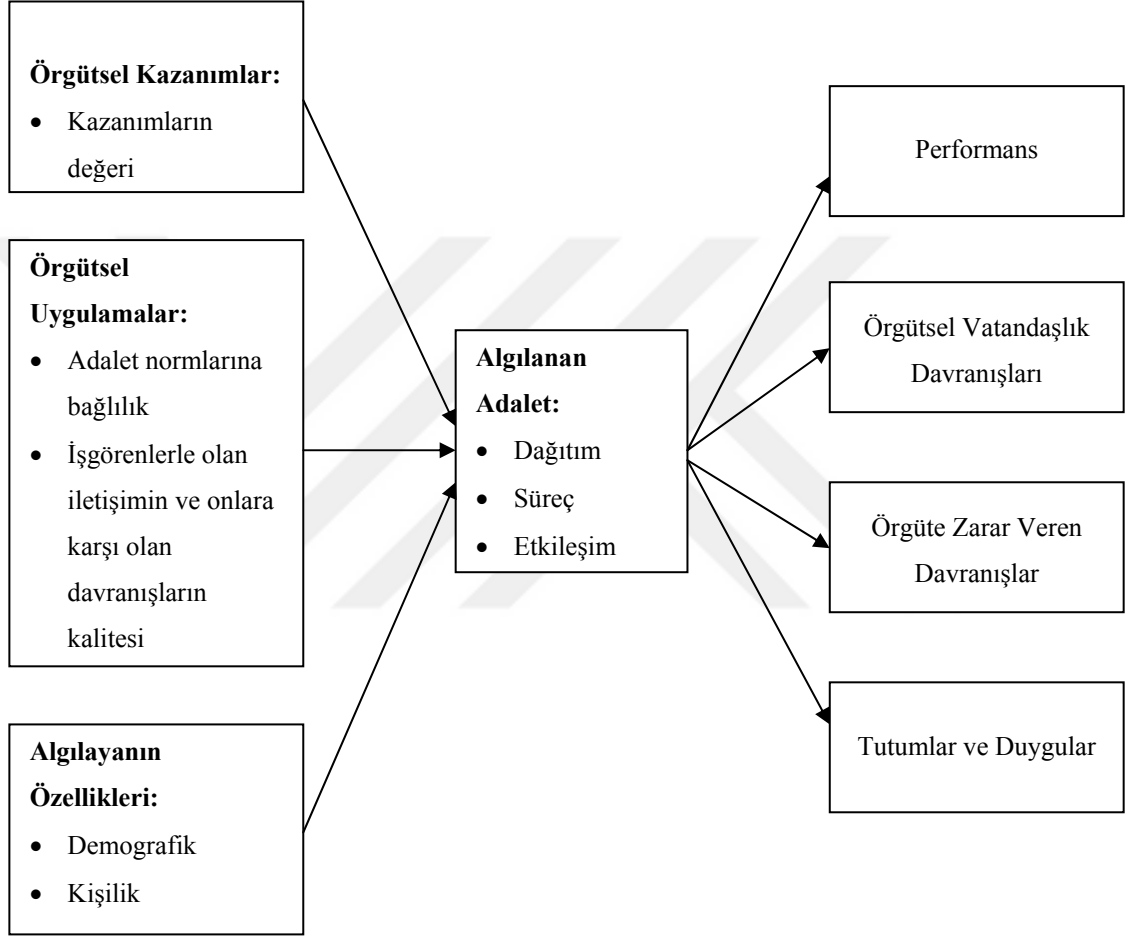 Örgütsel Kazanımlar:
• Kazanımların
değeri
Örgütsel
Uygulamalar:
• Adalet normlarına
bağlılık
• İşgörenlerle olan
iletişimin ve onlara
karşı olan
davranışların
kalitesi
Algılayanın
Özellikleri:
• Demografik
• Kişilik
Algılanan
Adalet:
• Dağıtım
• Süreç
• Etkileşim
Performans
Örgütsel Vatandaşlık
Davranışları
Örgüte Zarar Veren
Davranışlar
Tutumlar ve Duygular